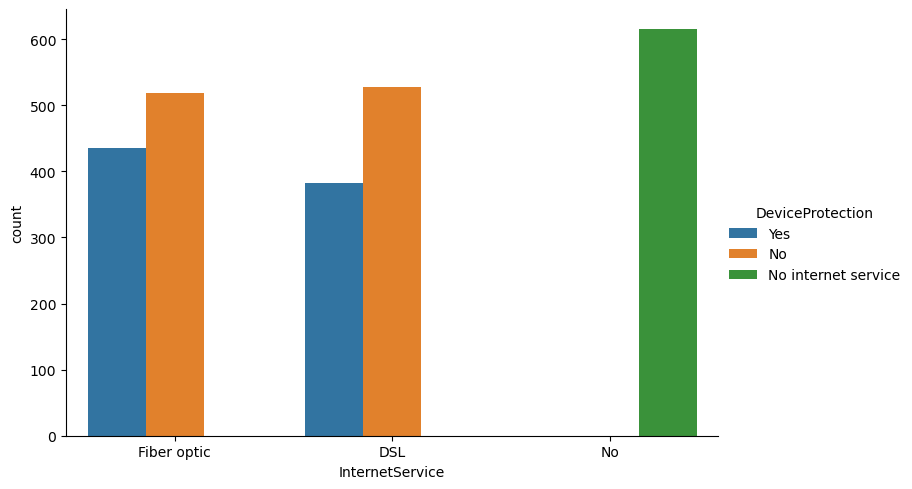 600
500
400
300
200
100
0
count
Fiber optic
DSL
No
InternetService
DeviceProtection
Yes
No
No internet service